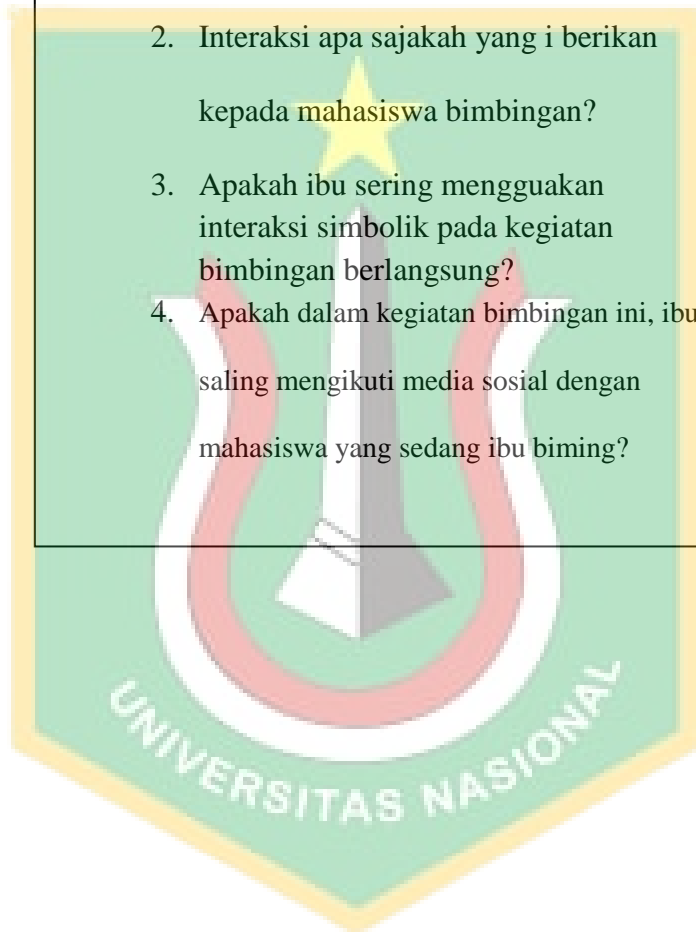 2. Interaksi apa sajakah yang i berikan
kepada mahasiswa bimbingan?
3. Apakah ibu sering mengguakan
interaksi simbolik pada kegiatan
bimbingan berlangsung?
4. Apakah dalam kegiatan bimbingan ini, ibu
saling mengikuti media sosial dengan
mahasiswa yang sedang ibu biming?
UNIVERSITAS NASIONAL